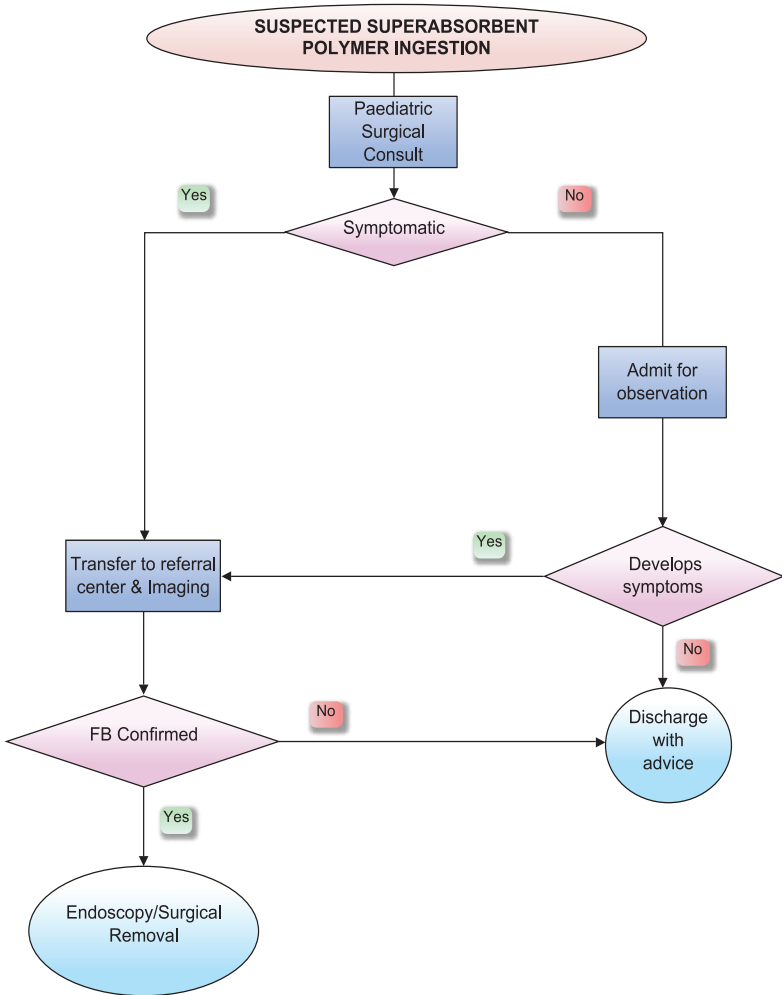 SUSPECTED SUPERABSORBENT
POLYMER INGESTION
Paediatric
Surgical
Consult
Yes
No
Symptomatic
Admit for
observation
Yes
Transfer to referral
center & Imaging
Develops
symptoms
No
No
FB Confirmed
Discharge
with
advice
Yes
Endoscopy/Surgical
Removal